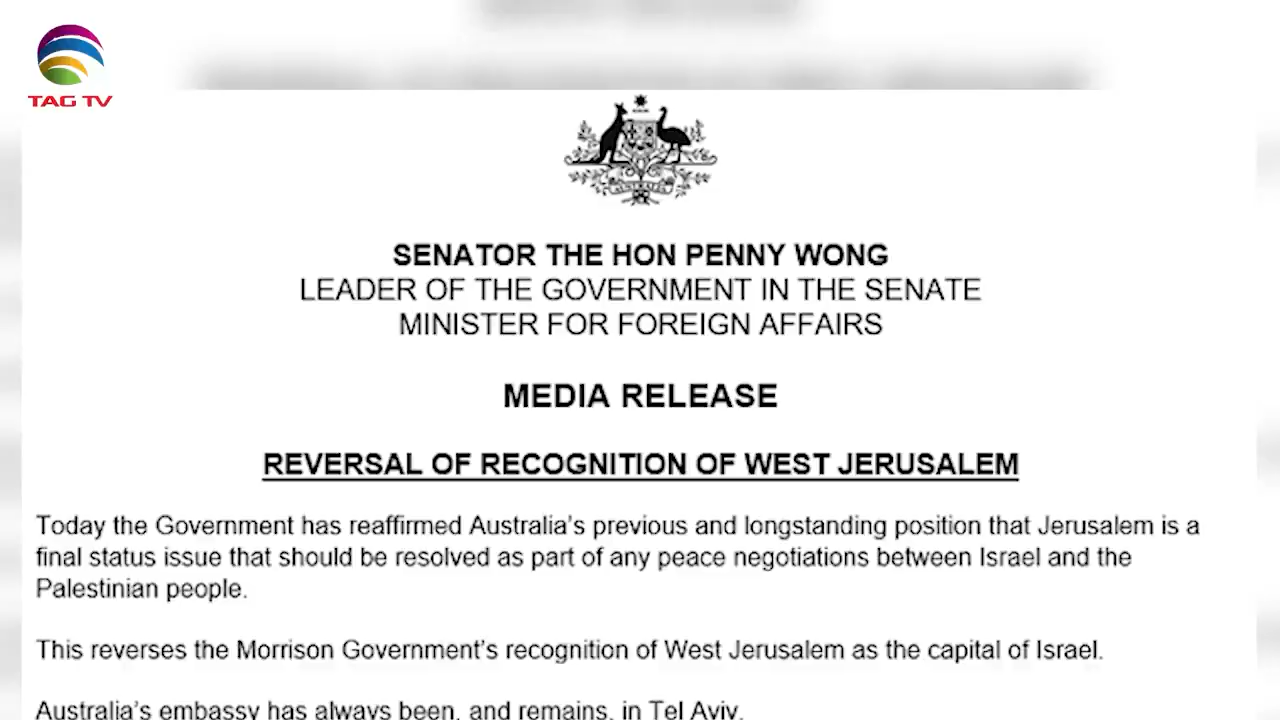 TAG TV
AUSTRALIA
SENATOR THE HON PENNY WONG
LEADER OF THE GOVERNMENT IN THE SENATE
MINISTER FOR FOREIGN AFFAIRS
MEDIA RELEASE
REVERSAL OF RECOGNITION OF WEST JERUSALEM
Today the Government has reaffirmed Australia's previous and longstanding position that Jerusalem is a
final status issue that should be resolved as part of any peace negotiations between Israel and the
Palestinian people.
This reverses the Morrison Government's recognition of West Jerusalem as the capital of Israel.
Australia's embassy has always been, and remains, in Tel Aviv.